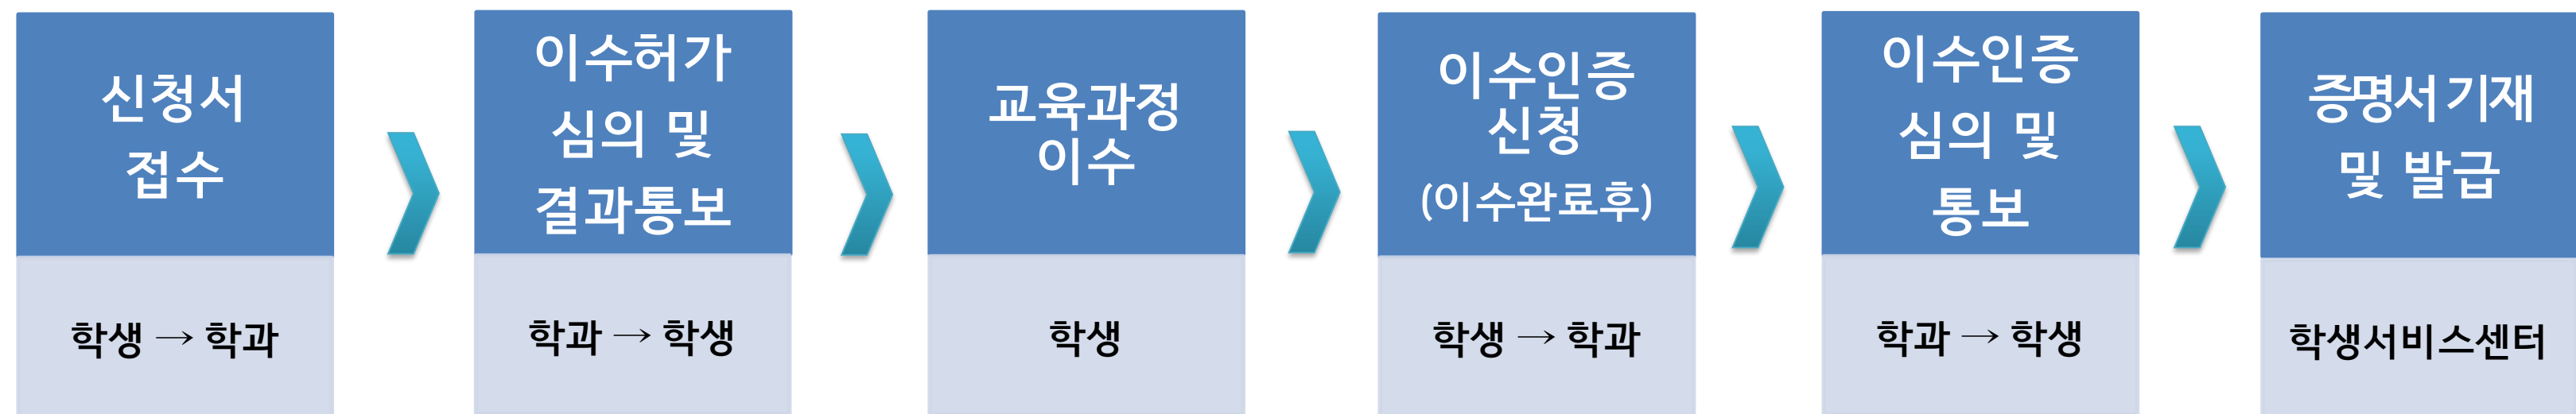 신청서
접수
학생 → 학과
이수허가
심의 및
결과통보
학과 → 학생
교육과정
이수
학생
이수인증
신청
(이수완료후)
학생 → 학과
이수인증
심의 및
통보
학과 → 학생
증명서 기재
및 발급
학생서비스센터